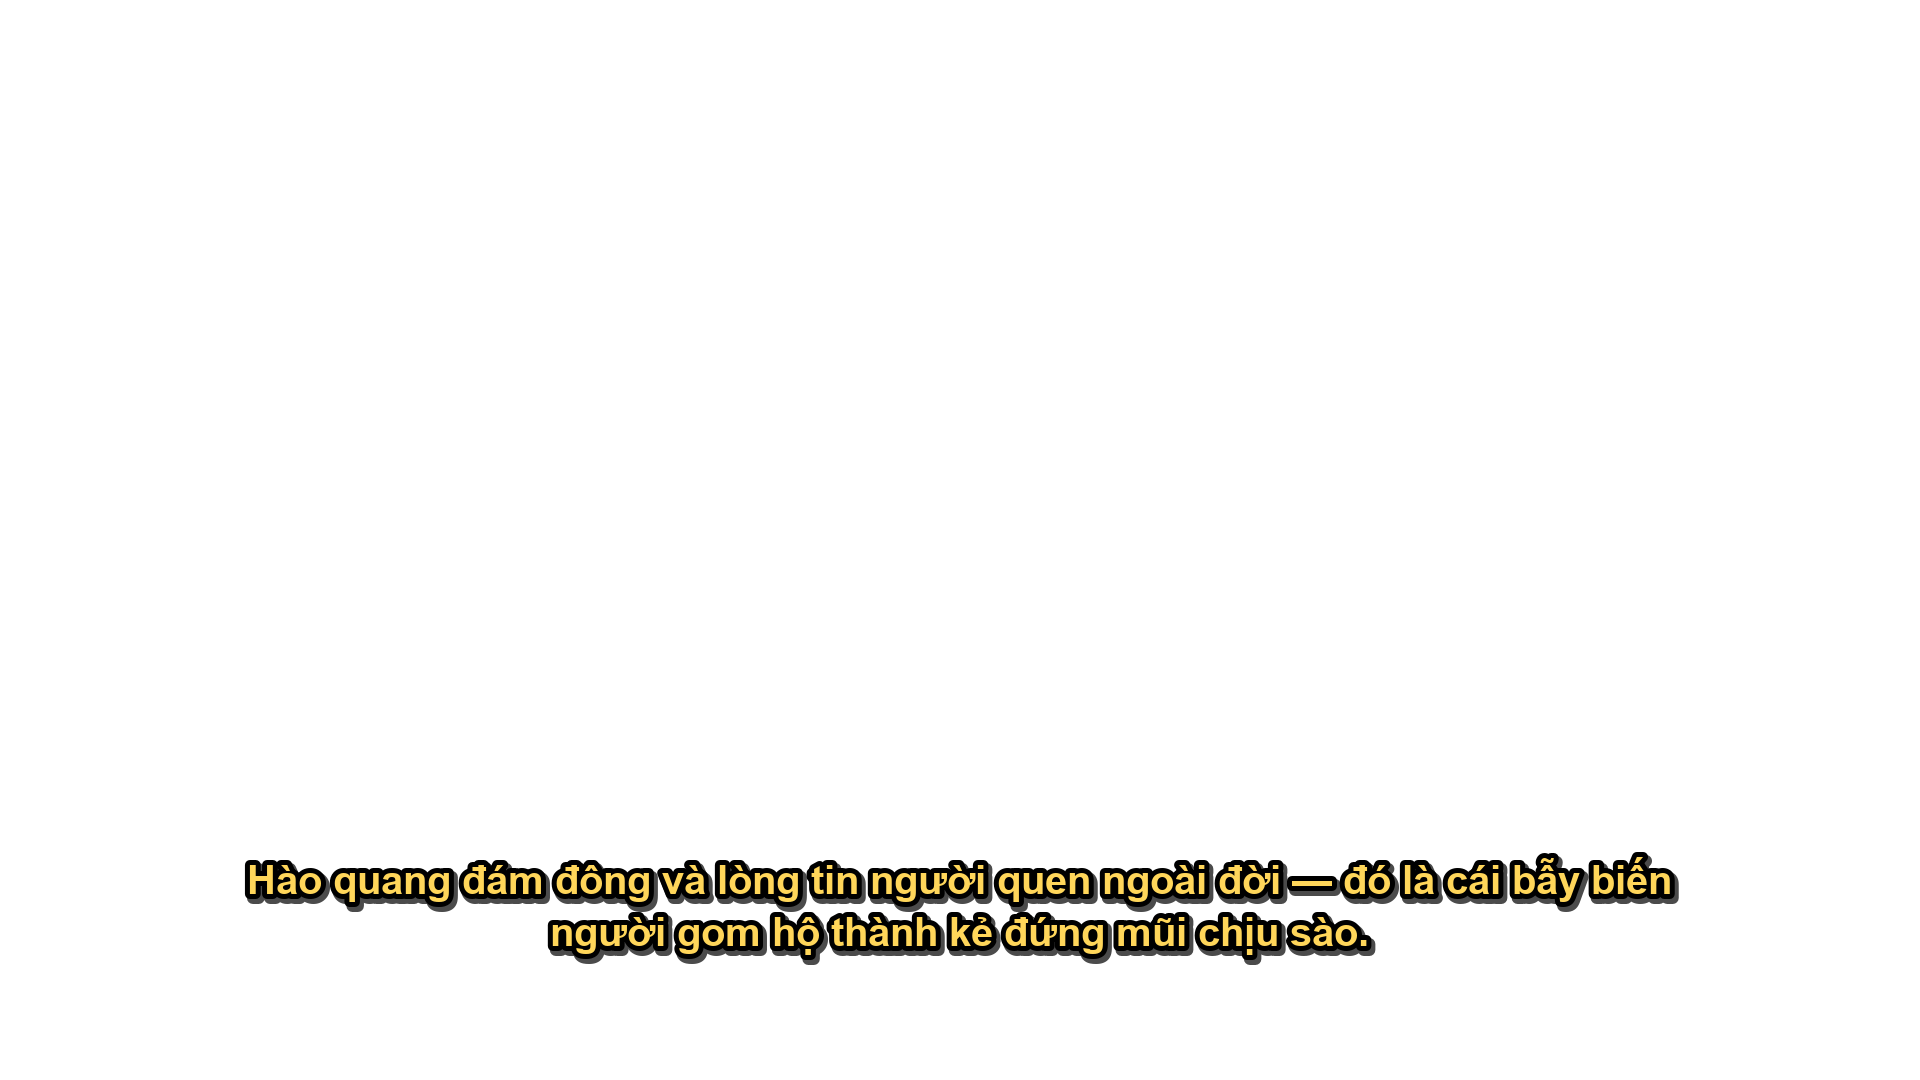 Hào quang đám đông và lòng tin người quen ngoài đời — đó là cái bẫy biến
người gom hộ thành kẻ đứng mũi chịu sào.